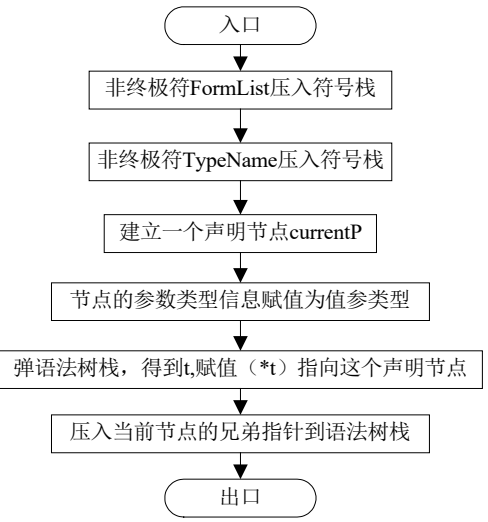 入口
非终极符FormList压入符号栈
非终极符TypeName压入符号栈
建立一个声明节点currentP
节点的参数类型信息赋值为值参类型
弹语法树栈，得到t,赋值（*t）指向这个声明节点
压入当前节点的兄弟指针到语法树栈
出口